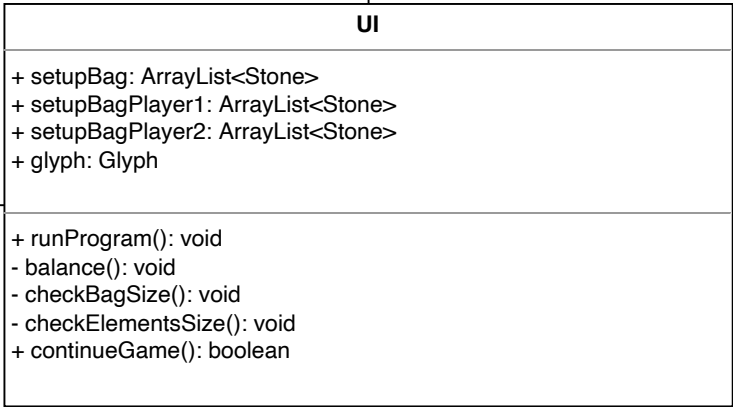 UI
+ setupBag: ArrayList<Stone>
+ setupBagPlayer1: ArrayList<Stone>
+ setupBagPlayer2: ArrayList<Stone>
+ glyph: Glyph
+ runProgram(): void
- balance(): void
- checkBagSize(): void
- checkElementsSize(): void
+ continueGame(): boolean